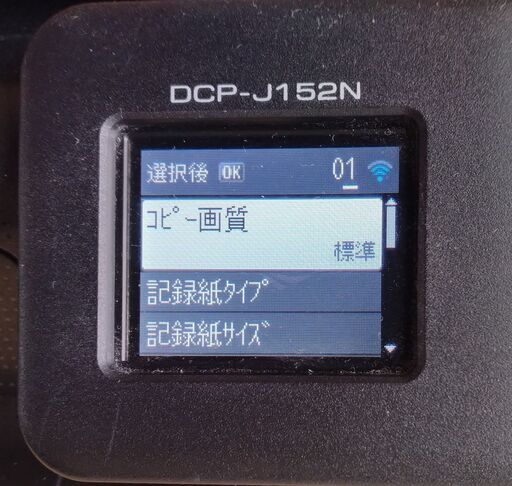 DCP-J152N
選択後 OK 01
ｺﾋﾟｰ画質
標準
記録紙ﾀｲﾌﾟ
記録紙ｻｲｽﾞ